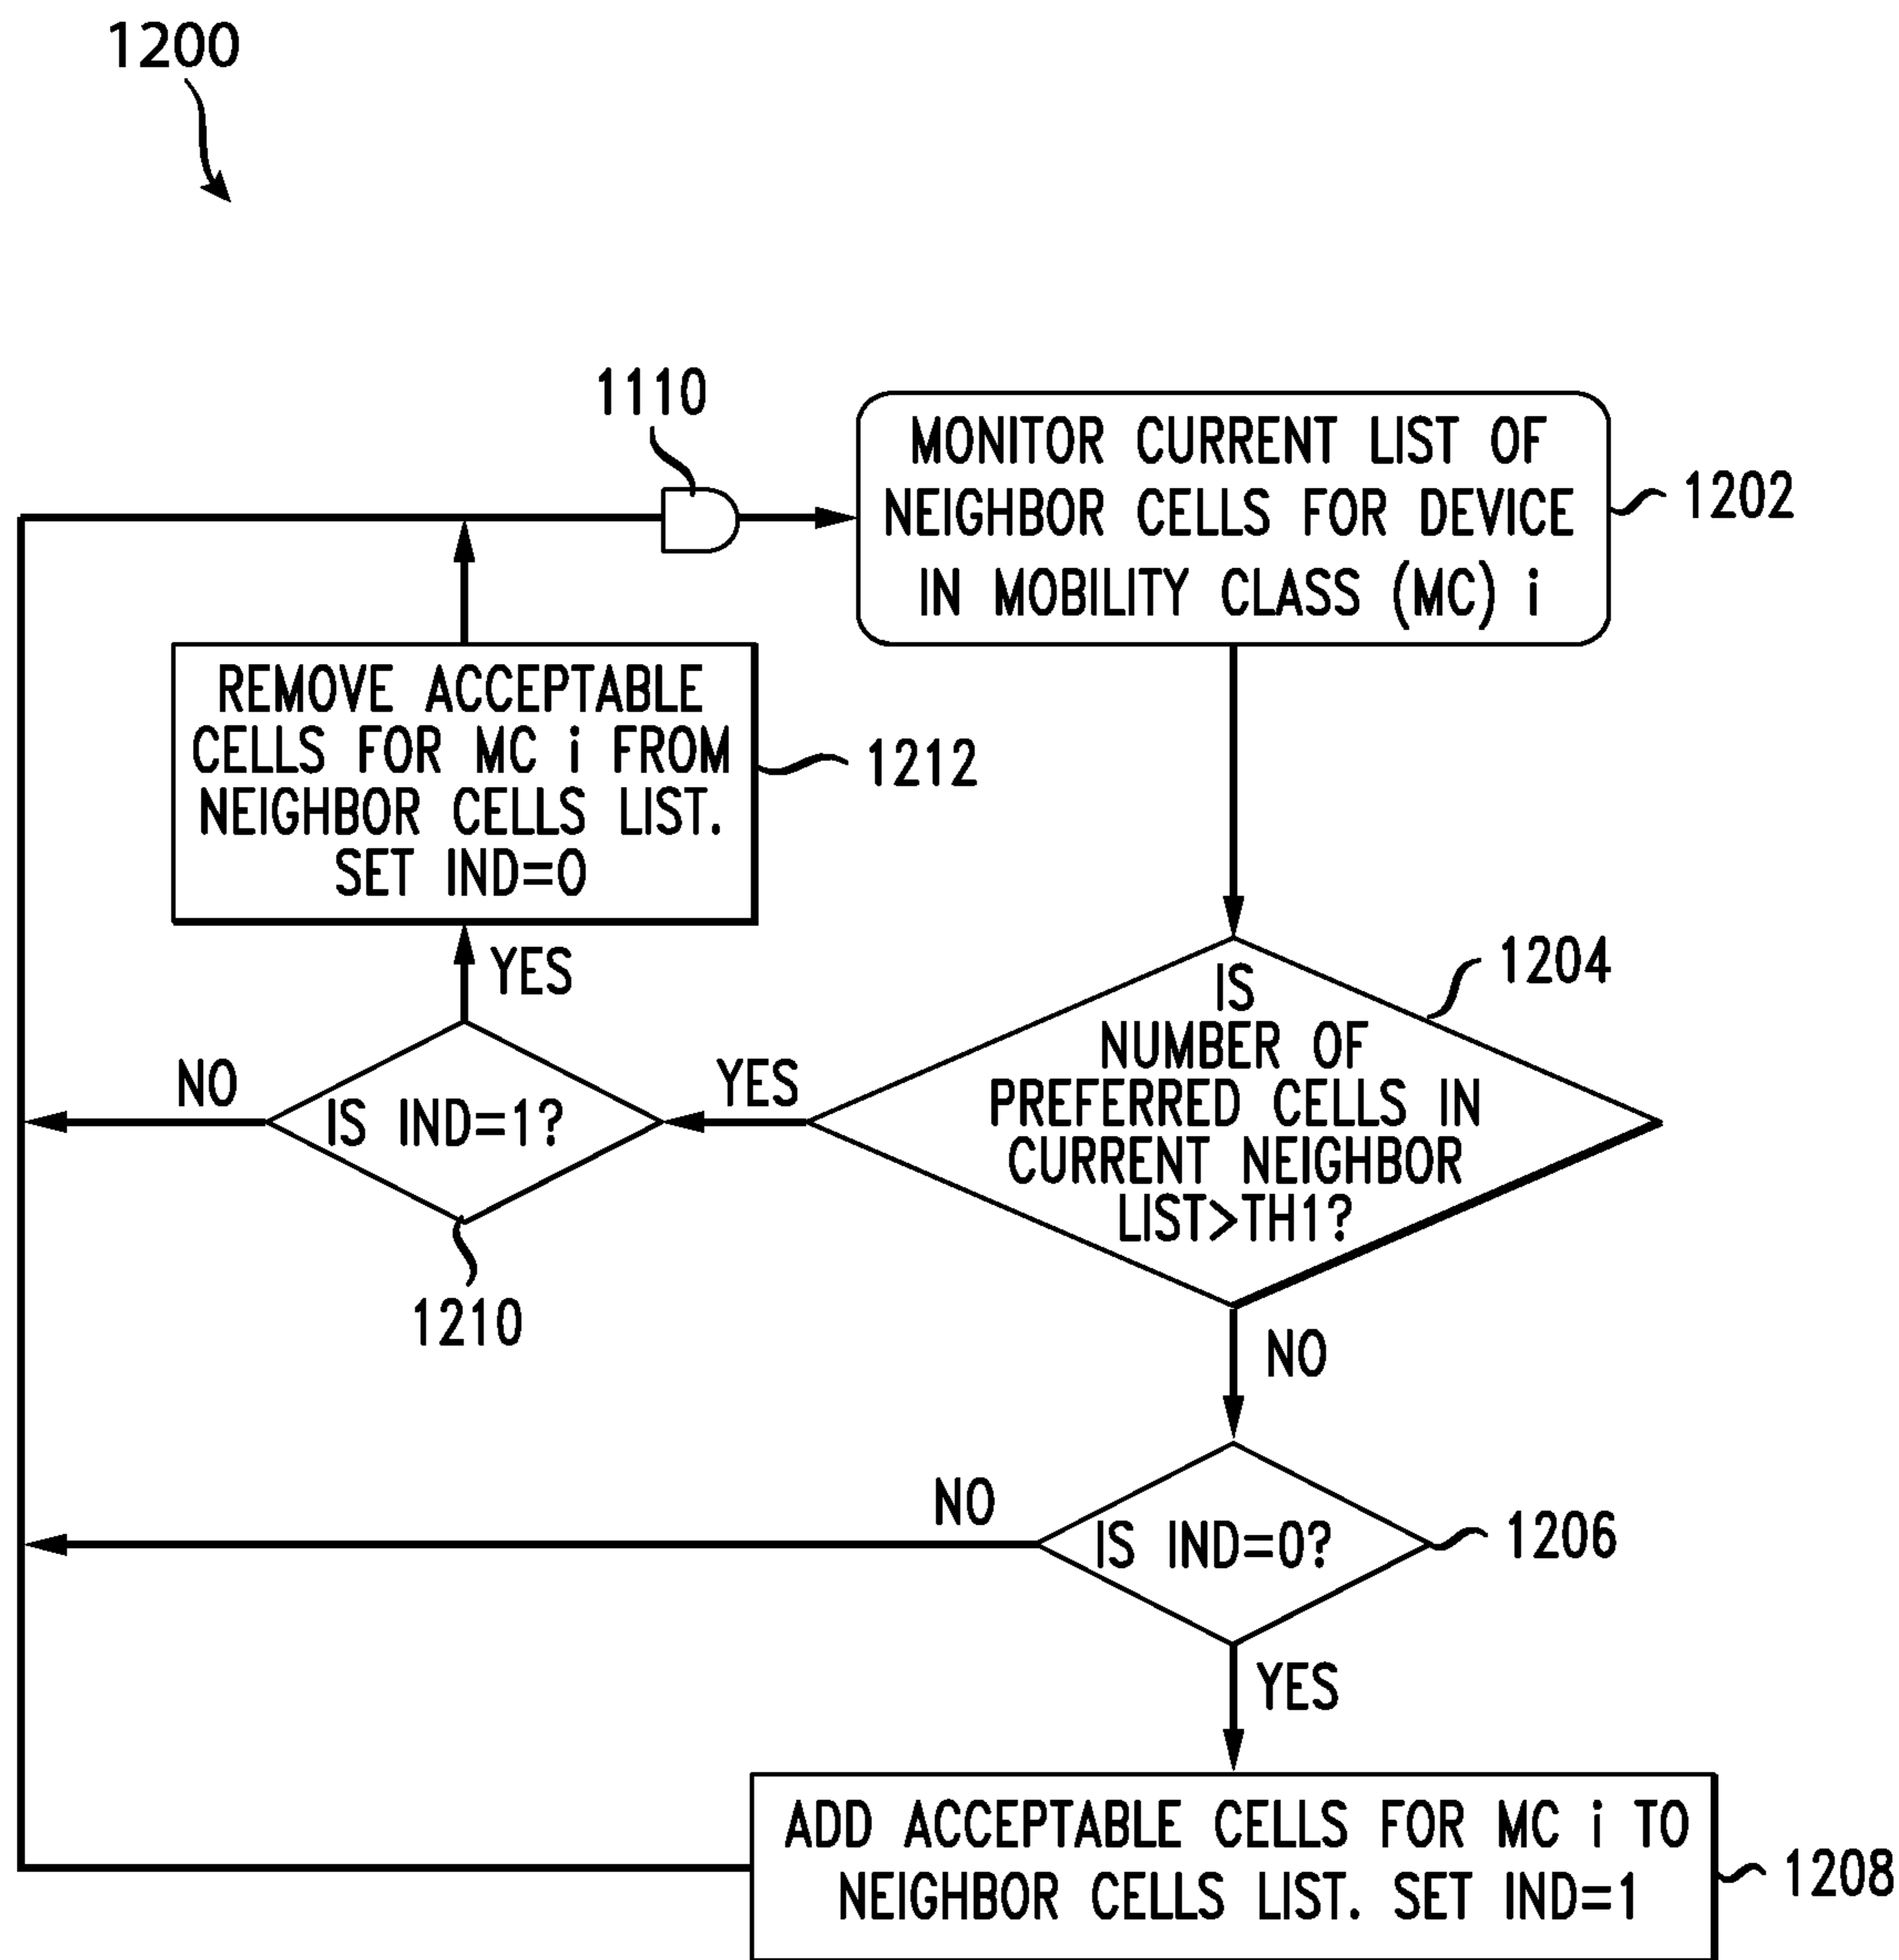 1200
1110
MONITOR CURRENT LIST OF
NEIGHBOR CELLS FOR DEVICE
IN MOBILITY CLASS (MC) i
1202
REMOVE ACCEPTABLE
CELLS FOR MC i FROM
NEIGHBOR CELLS LIST.
SET IND=0
1212
YES
IS
NUMBER OF
PREFERRED CELLS IN
CURRENT NEIGHBOR
LIST>TH1?
1204
NO
IS IND=1?
YES
1210
NO
NO
IS IND=0?
1206
YES
ADD ACCEPTABLE CELLS FOR MC i TO
NEIGHBOR CELLS LIST. SET IND=1
1208